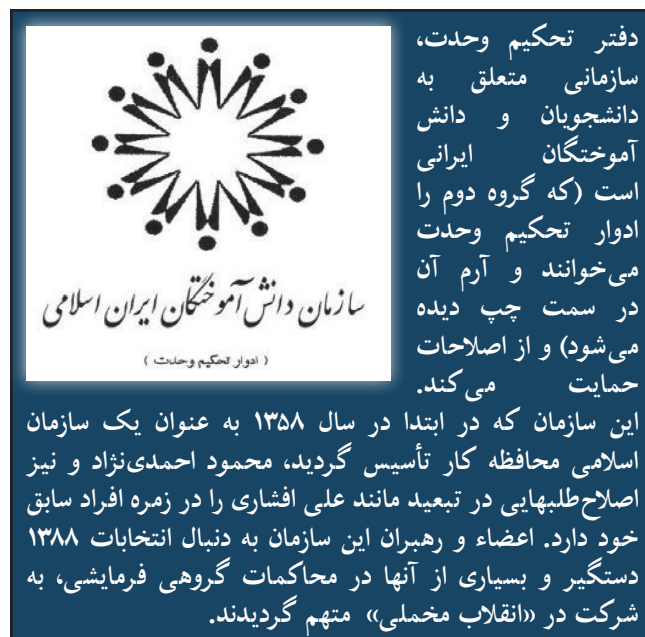 دفتر تحکیم وحدت،
سازمانی متعلق به
دانشجویان و دانش
آموختگان ایرانی
است (که گروه دوم را
ادوار تحکیم وحدت
می‌خوانند و آرم آن
در سمت چپ دیده
می‌شود) و از اصلاحات
حمایت می‌کند.
سازمان دانش آموختگان ایران اسلامی
( ادوار تحکیم وحدت )
این سازمان که در ابتدا در سال ۱۳۵۸ به عنوان یک سازمان
اسلامی محافظه کار تأسیس گردید، محمود احمدی‌نژاد و نیز
اصلاح‌طلبهایی در تبعید مانند علی افشاری را در زمره افراد سابق
خود دارد. اعضاء و رهبران این سازمان به دنبال انتخابات ۱۳۸۸
دستگیر و بسیاری از آنها در محاکمات گروهی فرمایشی، به
شرکت در «انقلاب مخملی» متهم گردیدند.